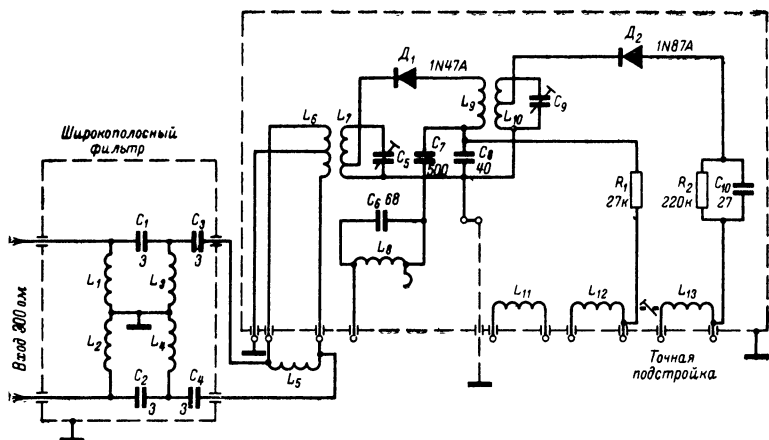 Д₂
1N87A
Д₁
1N47A
L₆
L₇
L₉
L₁₀
C₉
Широкополосный
фильтр
C₅
C₇
500
C₈
40
C₆ 68
L₈
R₁
27к
R₂
220к
C₁₀
27
C₁
3
C₃
3
L₁
L₃
L₂
L₄
C₂
3
C₄
3
L₅
L₁₁
L₁₂
L₁₃
Вход 300 ом
Точная
подстройка